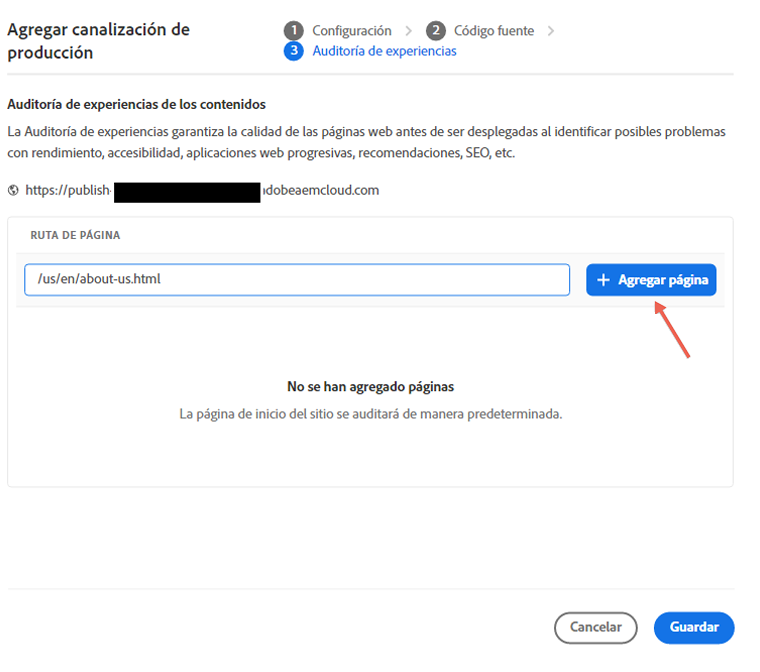 Agregar canalización de
producción
1 Configuración > 2 Código fuente >
3 Auditoría de experiencias
Auditoría de experiencias de los contenidos
La Auditoría de experiencias garantiza la calidad de las páginas web antes de ser desplegadas al identificar posibles problemas
con rendimiento, accesibilidad, aplicaciones web progresivas, recomendaciones, SEO, etc.
https://publish- dobeaemcloud.com
RUTA DE PÁGINA
/us/en/about-us.html
+ Agregar página
No se han agregado páginas
La página de inicio del sitio se auditará de manera predeterminada.
Cancelar Guardar